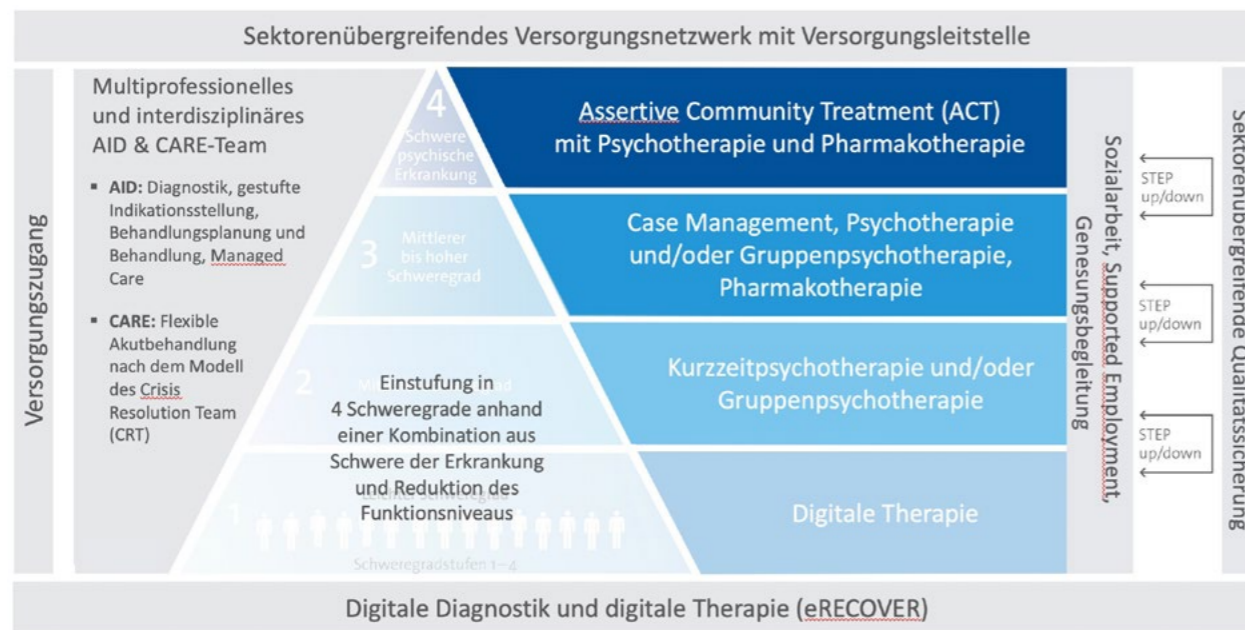 Sektorenübergreifendes Versorgungsnetzwerk mit Versorgungsleitstelle
Versorgungszugang
Multiprofessionelles
und interdisziplinäres
AID & CARE-Team
▪ AID: Diagnostik, gestufte
Indikationsstellung,
Behandlungsplanung und
Behandlung, Managed
Care
▪ CARE: Flexible
Akutbehandlung
nach dem Modell
des Crisis
Resolution Team
(CRT)
4
Schwere
psychische
Erkrankung
3
Mittlerer
bis hoher
Schweregrad
2
Einstufung in
4 Schweregrade anhand
einer Kombination aus
Schwere der Erkrankung
und Reduktion des
Funktionsniveaus
1
Leichter Schweregrad
Schweregradstufen 1–4
Assertive Community Treatment (ACT)
mit Psychotherapie und Pharmakotherapie
Case Management, Psychotherapie
und/oder Gruppenpsychotherapie,
Pharmakotherapie
Kurzzeitpsychotherapie und/oder
Gruppenpsychotherapie
Digitale Therapie
Sozialarbeit, Supported Employment,
Genesungsbegleitung
STEP
up/down
STEP
up/down
STEP
up/down
Sektorenübergreifende Qualitätssicherung
Digitale Diagnostik und digitale Therapie (eRECOVER)